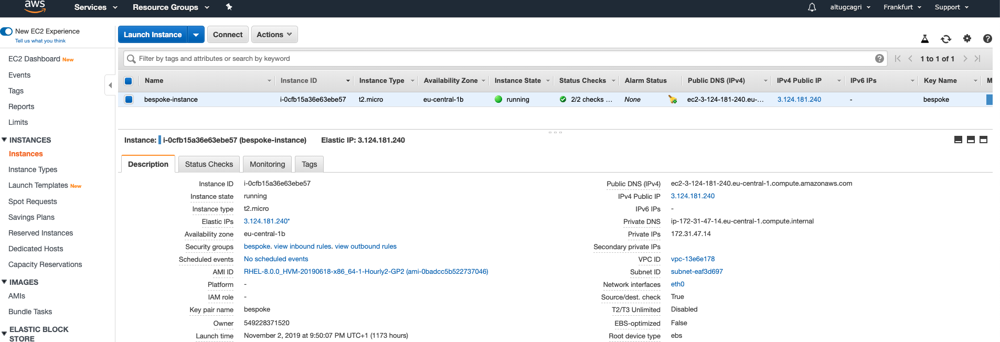 aws
Services
Resource Groups
altugcagri
Frankfurt
Support
New EC2 Experience
Tell us what you think
EC2 Dashboard New
Events
Tags
Reports
Limits
INSTANCES
Instances
Instance Types
Launch Templates New
Spot Requests
Savings Plans
Reserved Instances
Dedicated Hosts
Capacity Reservations
IMAGES
AMIs
Bundle Tasks
ELASTIC BLOCK
STORE
Launch Instance
Connect
Actions
Filter by tags and attributes or search by keyword
1 to 1 of 1
Name Instance ID Instance Type Availability Zone Instance State Status Checks Alarm Status Public DNS (IPv4) IPv4 Public IP IPv6 IPs Key Name M
bespoke-instance i-0cfb15a36e63ebe57 t2.micro eu-central-1b running 2/2 checks ... None ec2-3-124-181-240.eu-... 3.124.181.240 - bespoke
Instance: i-0cfb15a36e63ebe57 (bespoke-instance) Elastic IP: 3.124.181.240
Description Status Checks Monitoring Tags
Instance ID i-0cfb15a36e63ebe57
Instance state running
Instance type t2.micro
Elastic IPs 3.124.181.240*
Availability zone eu-central-1b
Security groups bespoke. view inbound rules. view outbound rules
Scheduled events No scheduled events
AMI ID RHEL-8.0.0_HVM-20190618-x86_64-1-Hourly2-GP2 (ami-0badcc5b522737046)
Platform -
IAM role -
Key pair name bespoke
Owner 549228371520
Launch time November 2, 2019 at 9:50:07 PM UTC+1 (1173 hours)
Public DNS (IPv4) ec2-3-124-181-240.eu-central-1.compute.amazonaws.com
IPv4 Public IP 3.124.181.240
IPv6 IPs -
Private DNS ip-172-31-47-14.eu-central-1.compute.internal
Private IPs 172.31.47.14
Secondary private IPs
VPC ID vpc-13e6e178
Subnet ID subnet-eaf3d697
Network interfaces eth0
Source/dest. check True
T2/T3 Unlimited Disabled
EBS-optimized False
Root device type ebs